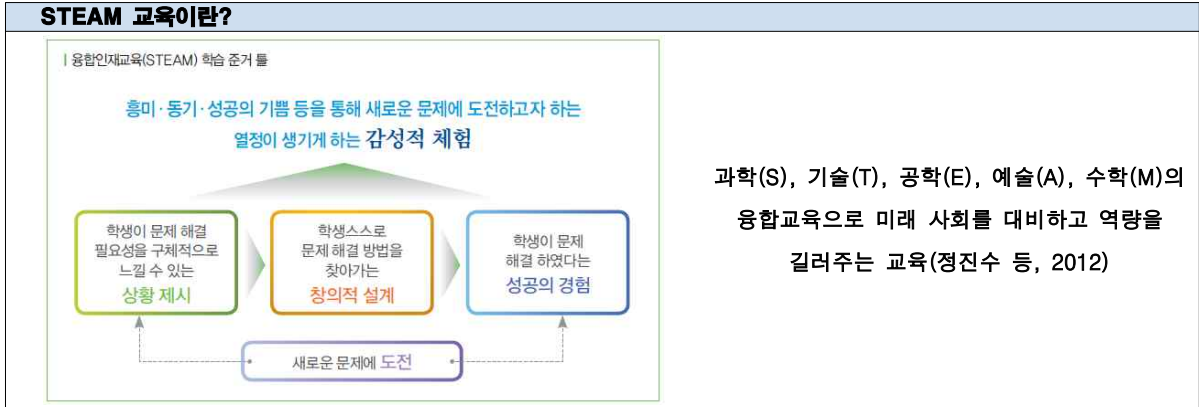 STEAM 교육이란?
| 융합인재교육(STEAM) 학습 준거 틀
흥미·동기·성공의 기쁨 등을 통해 새로운 문제에 도전하고자 하는
열정이 생기게 하는 감성적 체험
학생이 문제 해결
필요성을 구체적으로
느낄 수 있는
상황 제시
학생스스로
문제 해결 방법을
찾아가는
창의적 설계
학생이 문제
해결 하였다는
성공의 경험
새로운 문제에 도전
과학(S), 기술(T), 공학(E), 예술(A), 수학(M)의
융합교육으로 미래 사회를 대비하고 역량을
길러주는 교육(정진수 등, 2012)